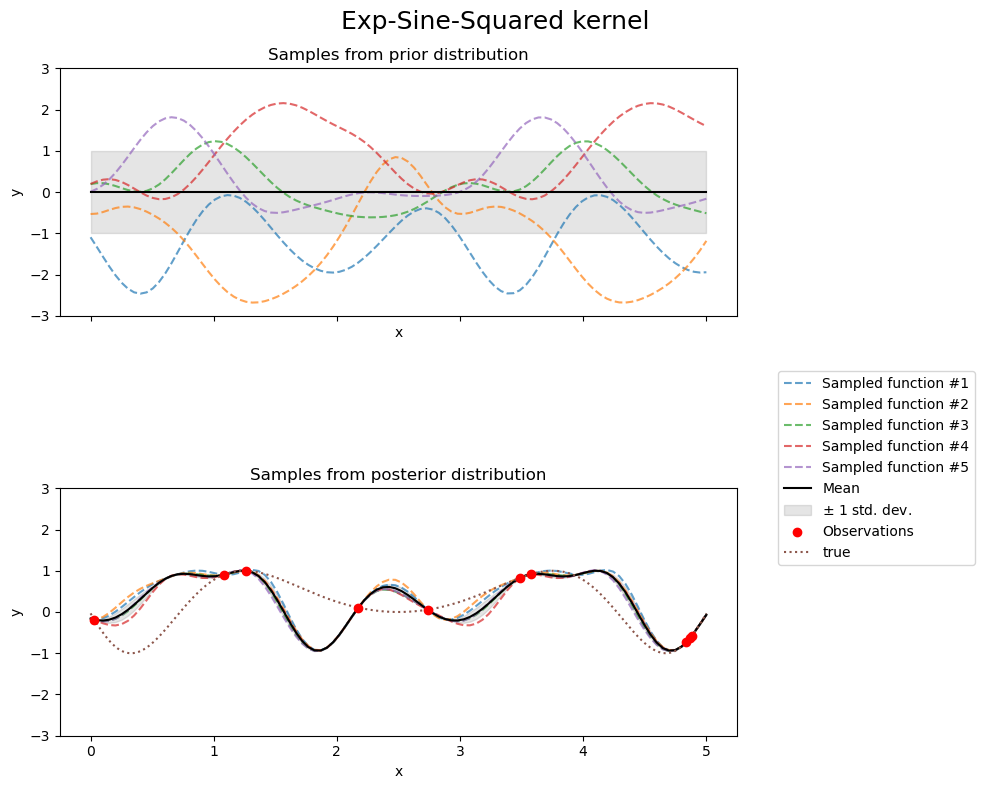 Exp-Sine-Squared kernel
Samples from prior distribution
3
2
1
0
−1
−2
−3
y
x
Sampled function #1
Sampled function #2
Sampled function #3
Sampled function #4
Sampled function #5
Mean
± 1 std. dev.
Observations
true
Samples from posterior distribution
3
2
1
0
−1
−2
−3
y
0 1 2 3 4 5
x